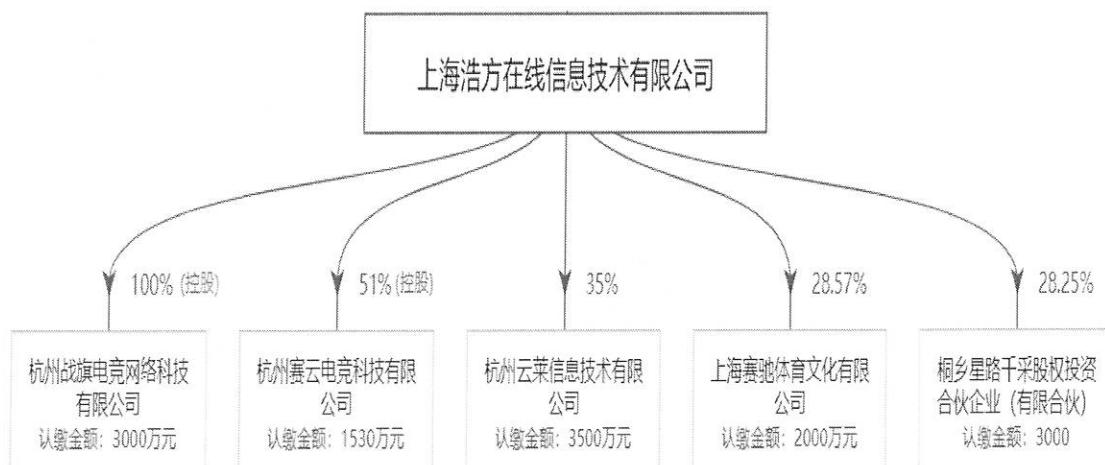 上海浩方在线信息技术有限公司
100% (控股)
51% (控股)
35%
28.57%
28.25%
杭州战旗电竞网络科技
有限公司
认缴金额：3000万元
杭州赛云电竞科技有限
公司
认缴金额：1530万元
杭州云莱信息技术有限
公司
认缴金额：3500万元
上海赛驰体育文化有限
公司
认缴金额：2000万元
桐乡星路千采股权投资
合伙企业（有限合伙）
认缴金额：3000